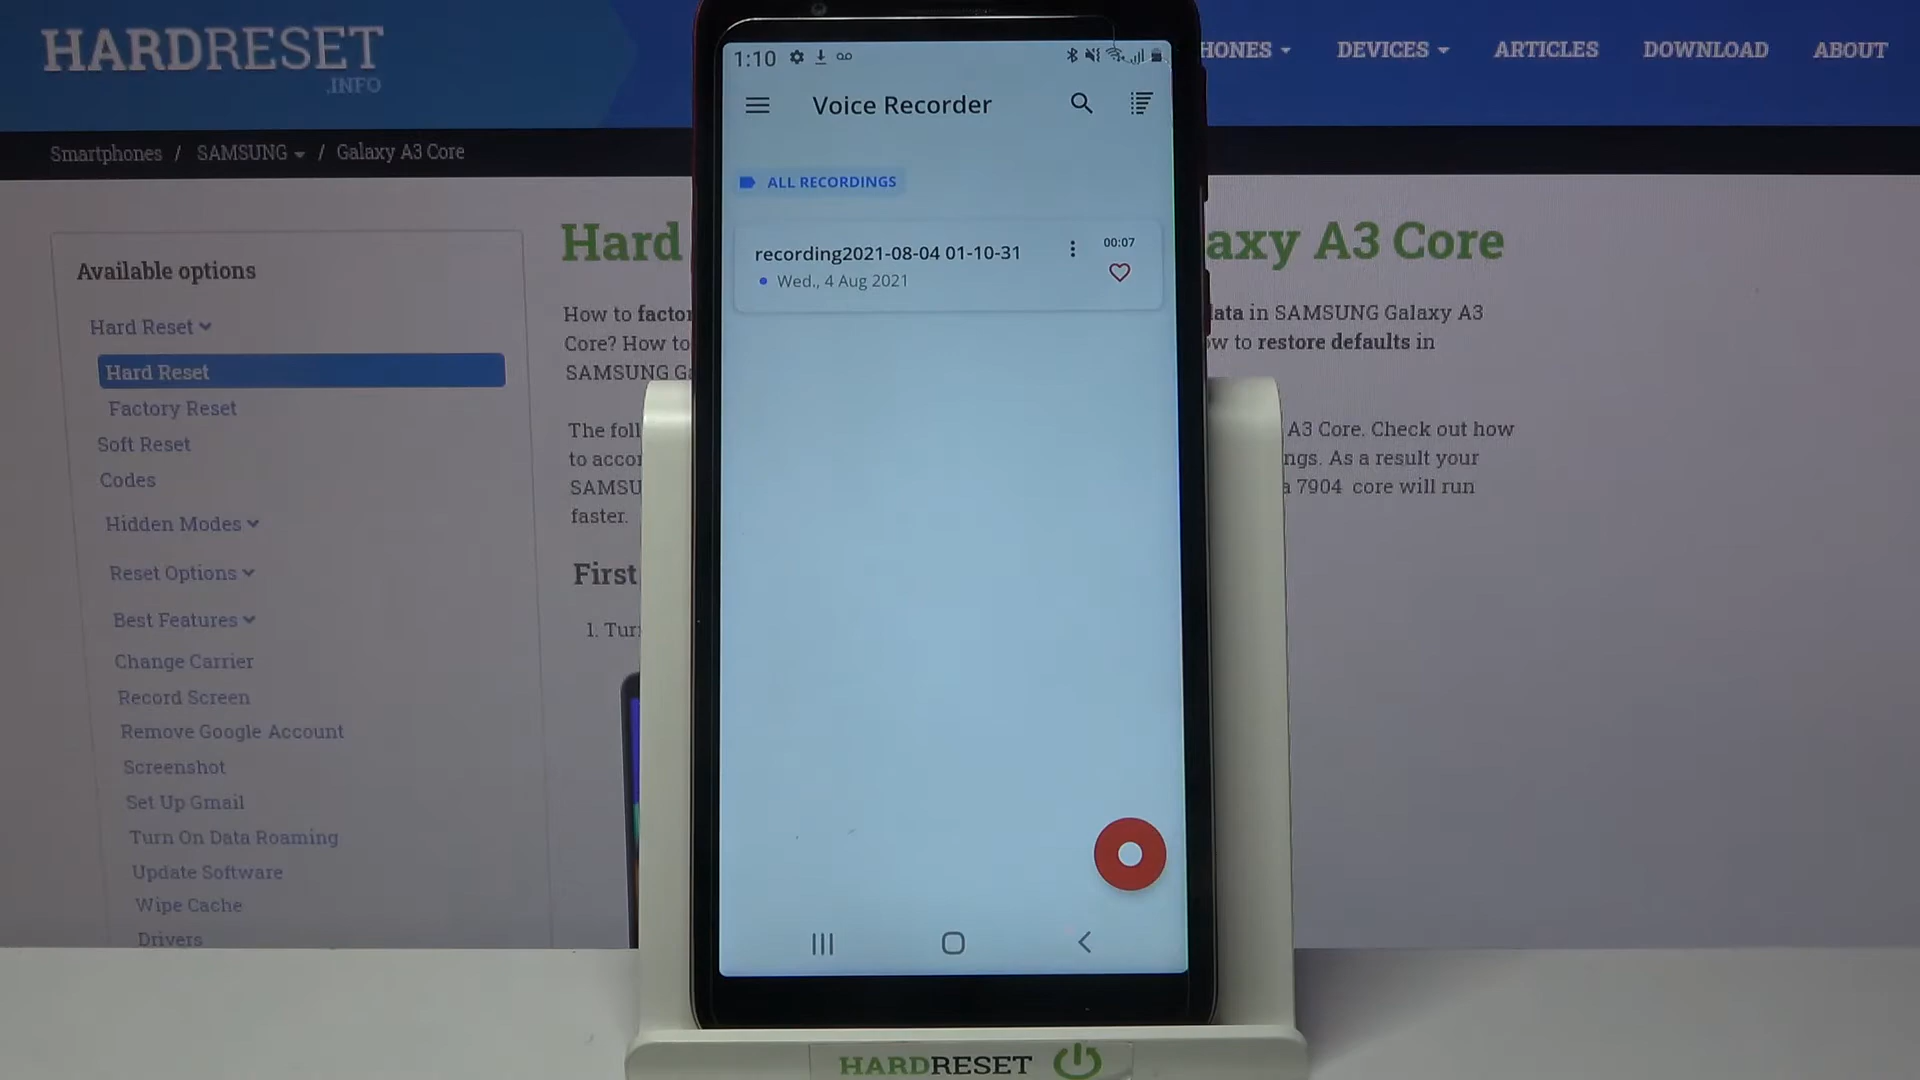 HARDRESET
.INFO
HONES
DEVICES
ARTICLES
DOWNLOAD
ABOUT
Smartphones / SAMSUNG / Galaxy A3 Core
Available options
Hard Reset
Hard Reset
Factory Reset
Soft Reset
Codes
Hidden Modes
Reset Options
Best Features
Change Carrier
Record Screen
Remove Google Account
Screenshot
Set Up Gmail
Turn On Data Roaming
Update Software
Wipe Cache
Drivers
Hard
axy A3 Core
How to factor
data in SAMSUNG Galaxy A3
Core? How to
ow to restore defaults in
SAMSUNG Ga
The foll
A3 Core. Check out how
to accor
ngs. As a result your
SAMSU
a 7904 core will run
faster.
First
1. Tur
1:10
Voice Recorder
ALL RECORDINGS
recording2021-08-04 01-10-31
00:07
Wed., 4 Aug 2021
HARDRESET